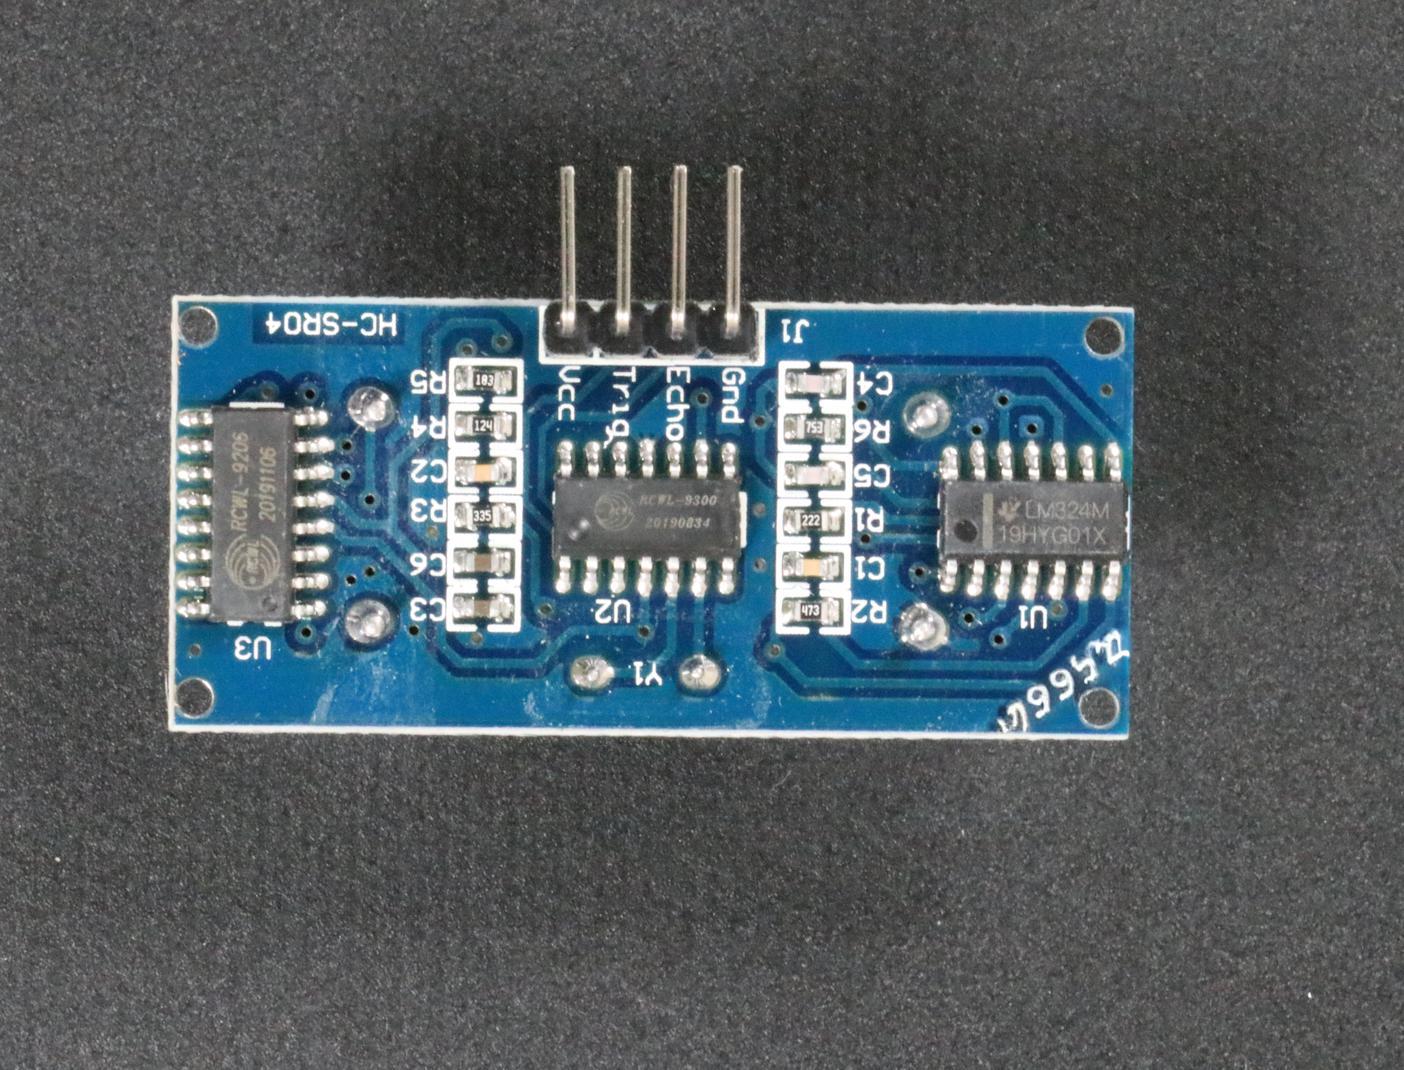 HC-SR04
J1
Vcc
Trig
Echo
Gnd
R5
183
R4
124
C2
R3
335
C6
C3
C4
R6
753
C5
R1
222
C1
R2
473
RCWL-9206
20191106
U3
RCWL-9300
20190834
U2
Y1
LM324M
19HYG01X
U1